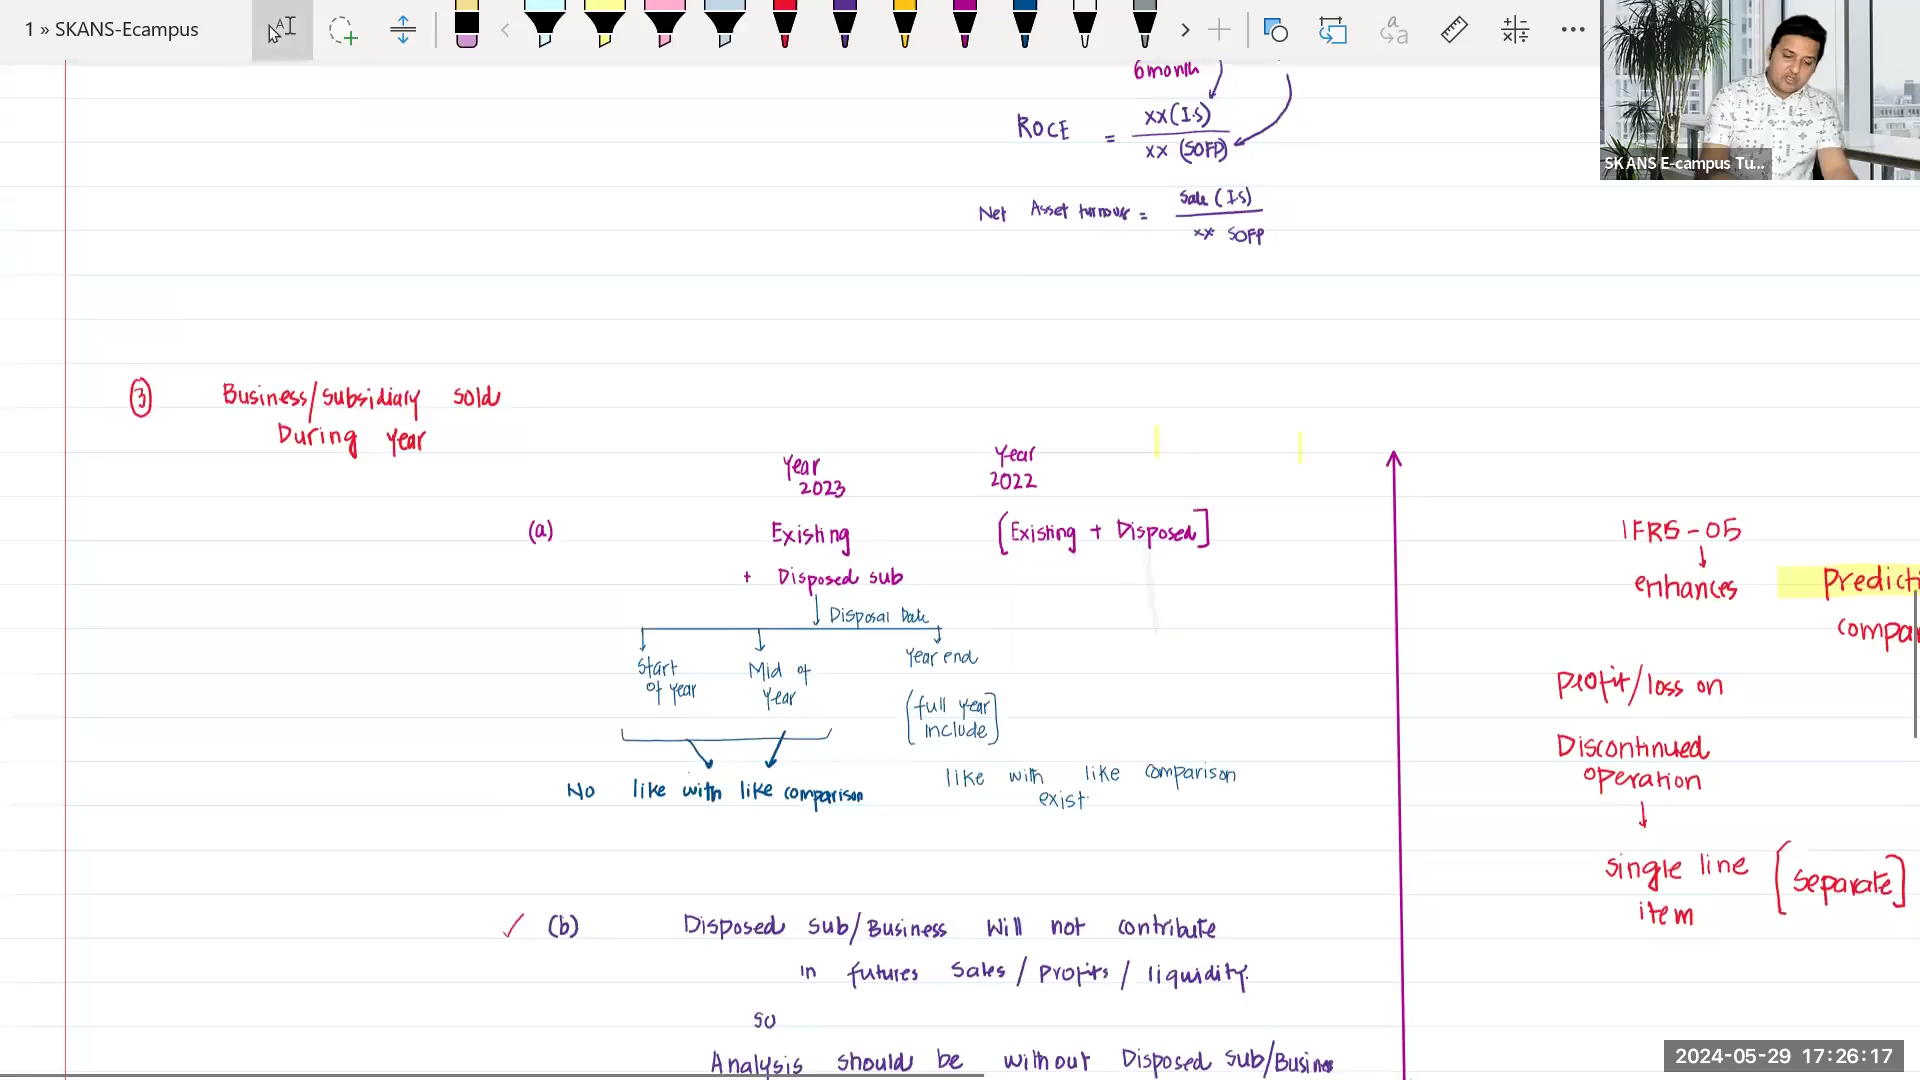 1 » SKANS-Ecampus
SKANS E-campus Tu...
6 month
ROCE = xx (I.S)
xx (SOFP)
Net Asset turnover = Sale (I.S)
xx SOFP
3 Business/Subsidiary Sold
During year
Year
2023
Year
2022
(a) Existing [Existing + Disposed]
+ Disposed sub
Disposal Date
Start
of year
Mid of
year
Year end
[full year
include]
No like with like comparison
like with like comparison
exist.
IFRS-05
enhances
Predicti
Compar
Profit/loss on
Discontinued
operation
Single line
item
[Separate]
✓ (b) Disposed sub/Business will not contribute
in futures Sales / Profits / liquidity.
so
Analysis should be without Disposed sub/Business
2024-05-29 17:26:17